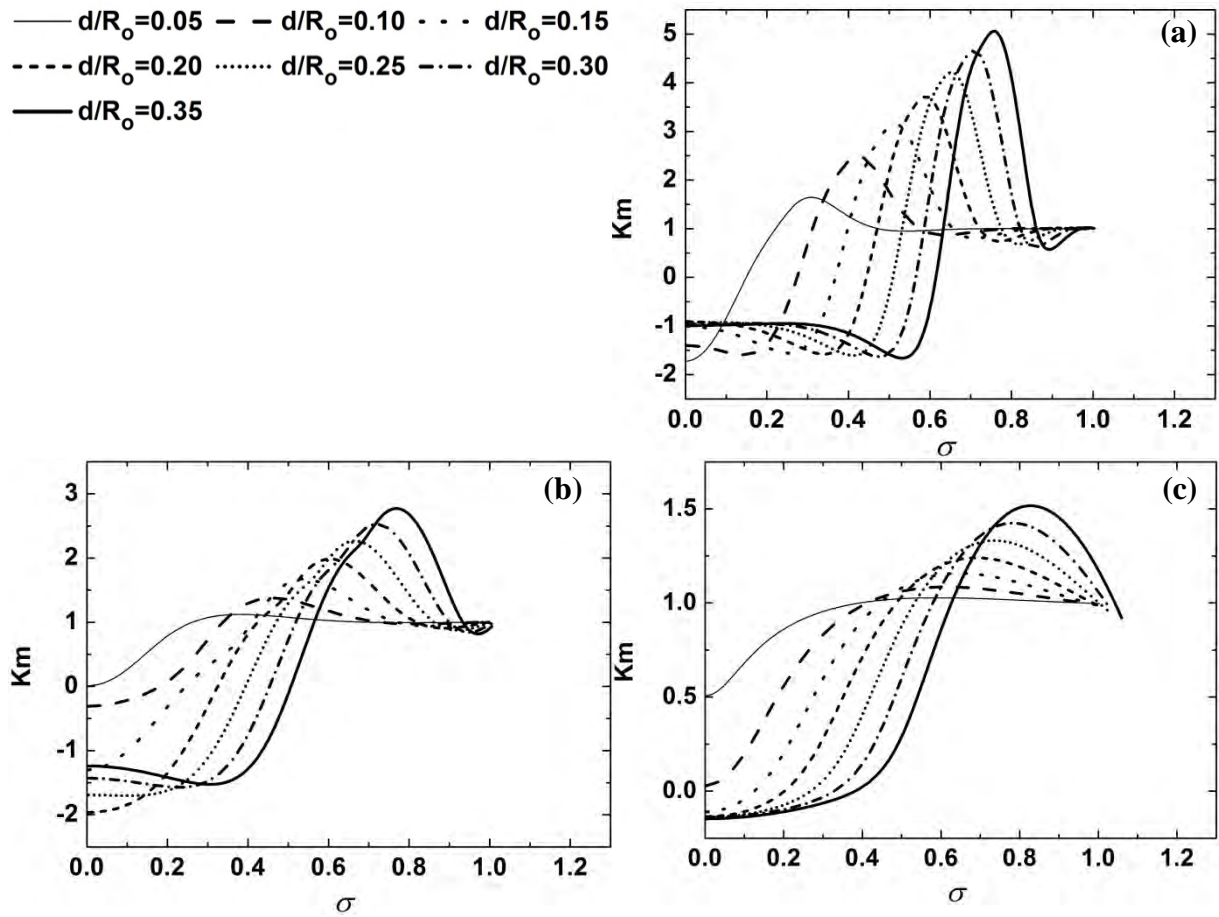 d/Ro=0.05 d/Ro=0.10 d/Ro=0.15
d/Ro=0.20 d/Ro=0.25 d/Ro=0.30
d/Ro=0.35
(a)
5
4
3
2
1
0
-1
-2
Km
0.0 0.2 0.4 0.6 0.8 1.0 1.2
σ
(b)
3
2
1
0
-1
-2
Km
0.0 0.2 0.4 0.6 0.8 1.0 1.2
σ
(c)
1.5
1.0
0.5
0.0
Km
0.0 0.2 0.4 0.6 0.8 1.0 1.2
σ